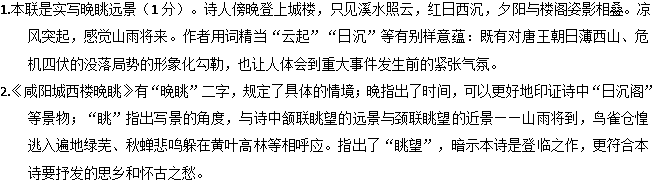 1.本联是实写晚眺远景（1 分）。诗人傍晚登上城楼，只见溪水照云，红日西沉，夕阳与楼阁姿影相叠。凉
风突起，感觉山雨将来。作者用词精当“云起”“日沉”等有别样意蕴：既有对唐王朝日薄西山、危
机四伏的没落局势的形象化勾勒，也让人体会到重大事件发生前的紧张气氛。
2.《咸阳城西楼晚眺》有“晚眺”二字，规定了具体的情境；晚指出了时间，可以更好地印证诗中“日沉阁”
等景物；“眺”指出写景的角度，与诗中颔联眺望的远景与颈联眺望的近景－－山雨将到，鸟雀仓惶
逃入遍地绿芜、秋蝉悲鸣躲在黄叶高林等相呼应。指出了“眺望”，暗示本诗是登临之作，更符合本
诗要抒发的思乡和怀古之愁。